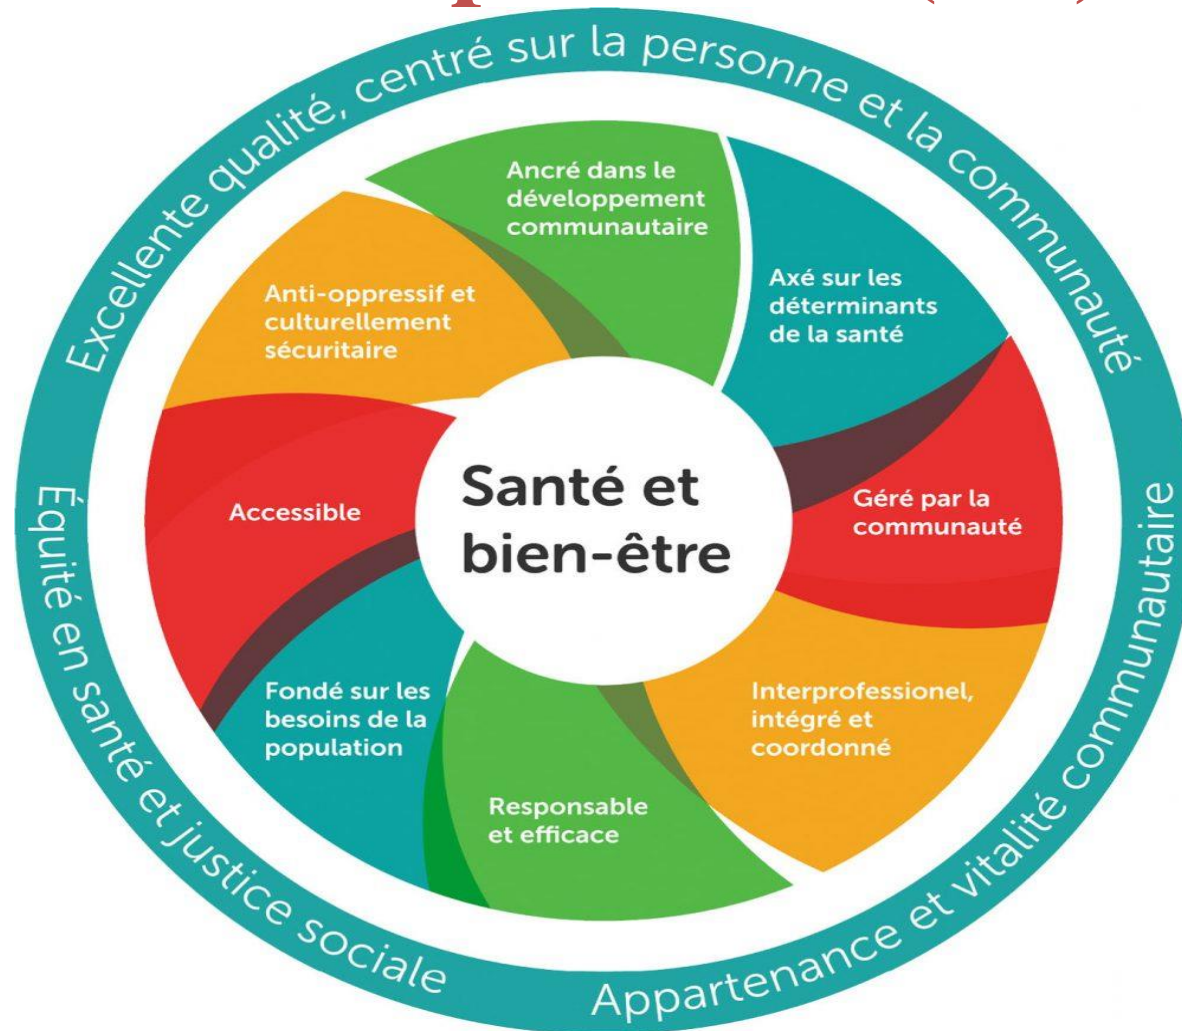 Excellente qualité, centré sur la personne et la communauté
Ancré dans le
développement
communautaire
Axé sur les
déterminants
de la santé
Anti-oppressif et
culturellement
sécuritaire
Géré par la
communauté
Accessible
Santé et
bien-être
Interprofessionel,
intégré et
coordonné
Fondé sur les
besoins de la
population
Responsable
et efficace
Équité en santé et justice sociale
Appartenance et vitalité communautaire